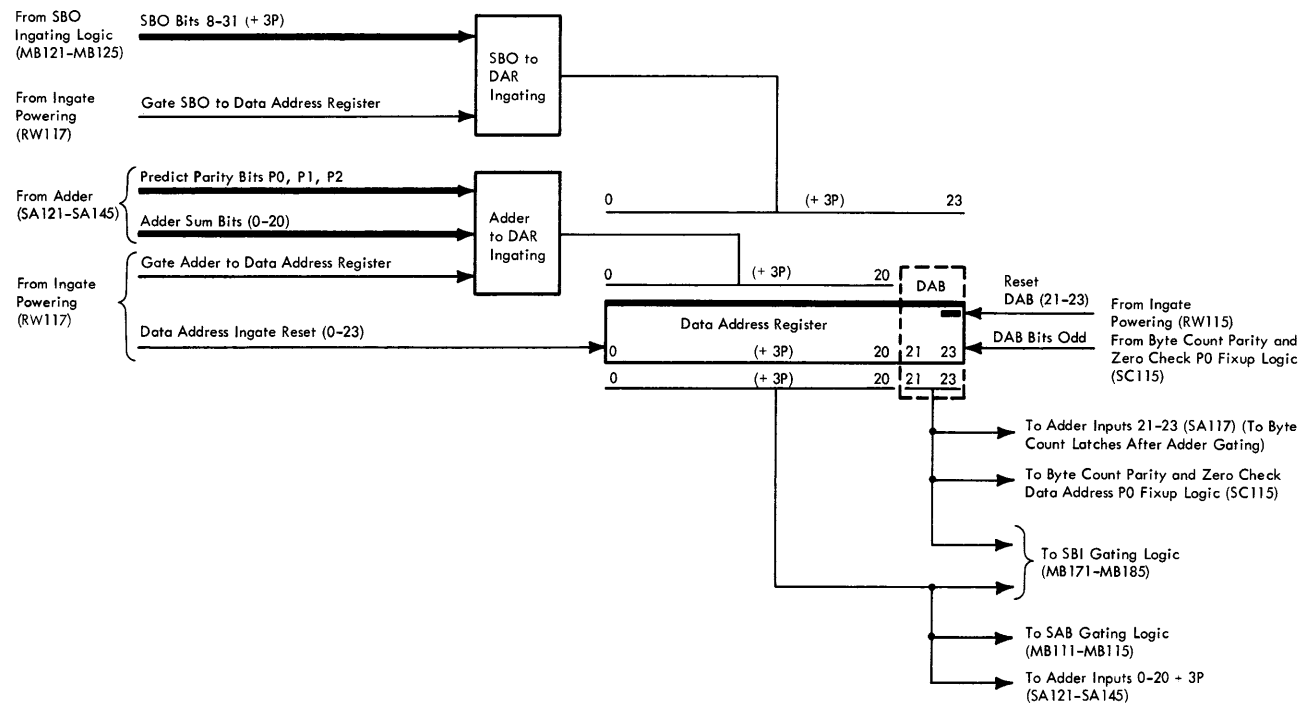 From SBO
Ingating Logic
(MB121-MB125)
SBO Bits 8-31 (+ 3P)
SBO to
DAR
Ingating
From Ingate
Powering
(RW117)
Gate SBO to Data Address Register
From Adder
(SA121-SA145)
Predict Parity Bits P0, P1, P2
Adder Sum Bits (0-20)
Adder
to DAR
Ingating
0 (+ 3P) 23
From Ingate
Powering
(RW117)
Gate Adder to Data Address Register
Data Address Ingate Reset (0-23)
0 (+ 3P) 20
DAB
Reset
DAB (21-23)
From Ingate
Powering (RW115)
Data Address Register
0 (+ 3P) 20 21 23
DAB Bits Odd
From Byte Count Parity and
Zero Check P0 Fixup Logic
(SC115)
0 (+ 3P) 20 21 23
To Adder Inputs 21-23 (SA117) (To Byte
Count Latches After Adder Gating)
To Byte Count Parity and Zero Check
Data Address P0 Fixup Logic (SC115)
To SBI Gating Logic
(MB171-MB185)
To SAB Gating Logic
(MB111-MB115)
To Adder Inputs 0-20 + 3P
(SA121-SA145)